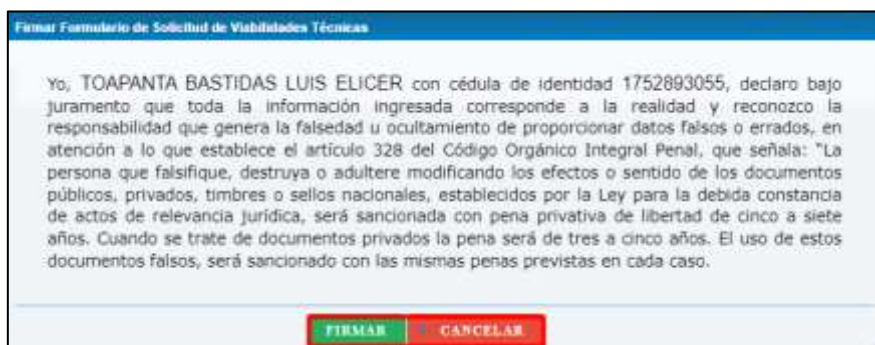 Firmar Formulario de Solicitud de Viabilidades Técnicas
Yo, TOAPANTA BASTIDAS LUIS ELICER con cédula de identidad 1752893055, declaro bajo
juramento que toda la información ingresada corresponde a la realidad y reconozco la
responsabilidad que genera la falsedad u ocultamiento de proporcionar datos falsos o errados, en
atención a lo que establece el artículo 328 del Código Orgánico Integral Penal, que señala: "La
persona que falsifique, destruya o adultere modificando los efectos o sentido de los documentos
públicos, privados, timbres o sellos nacionales, establecidos por la Ley para la debida constancia
de actos de relevancia jurídica, será sancionada con pena privativa de libertad de cinco a siete
años. Cuando se trate de documentos privados la pena será de tres a cinco años. El uso de estos
documentos falsos, será sancionado con las mismas penas previstas en cada caso.
FIRMAR CANCELAR